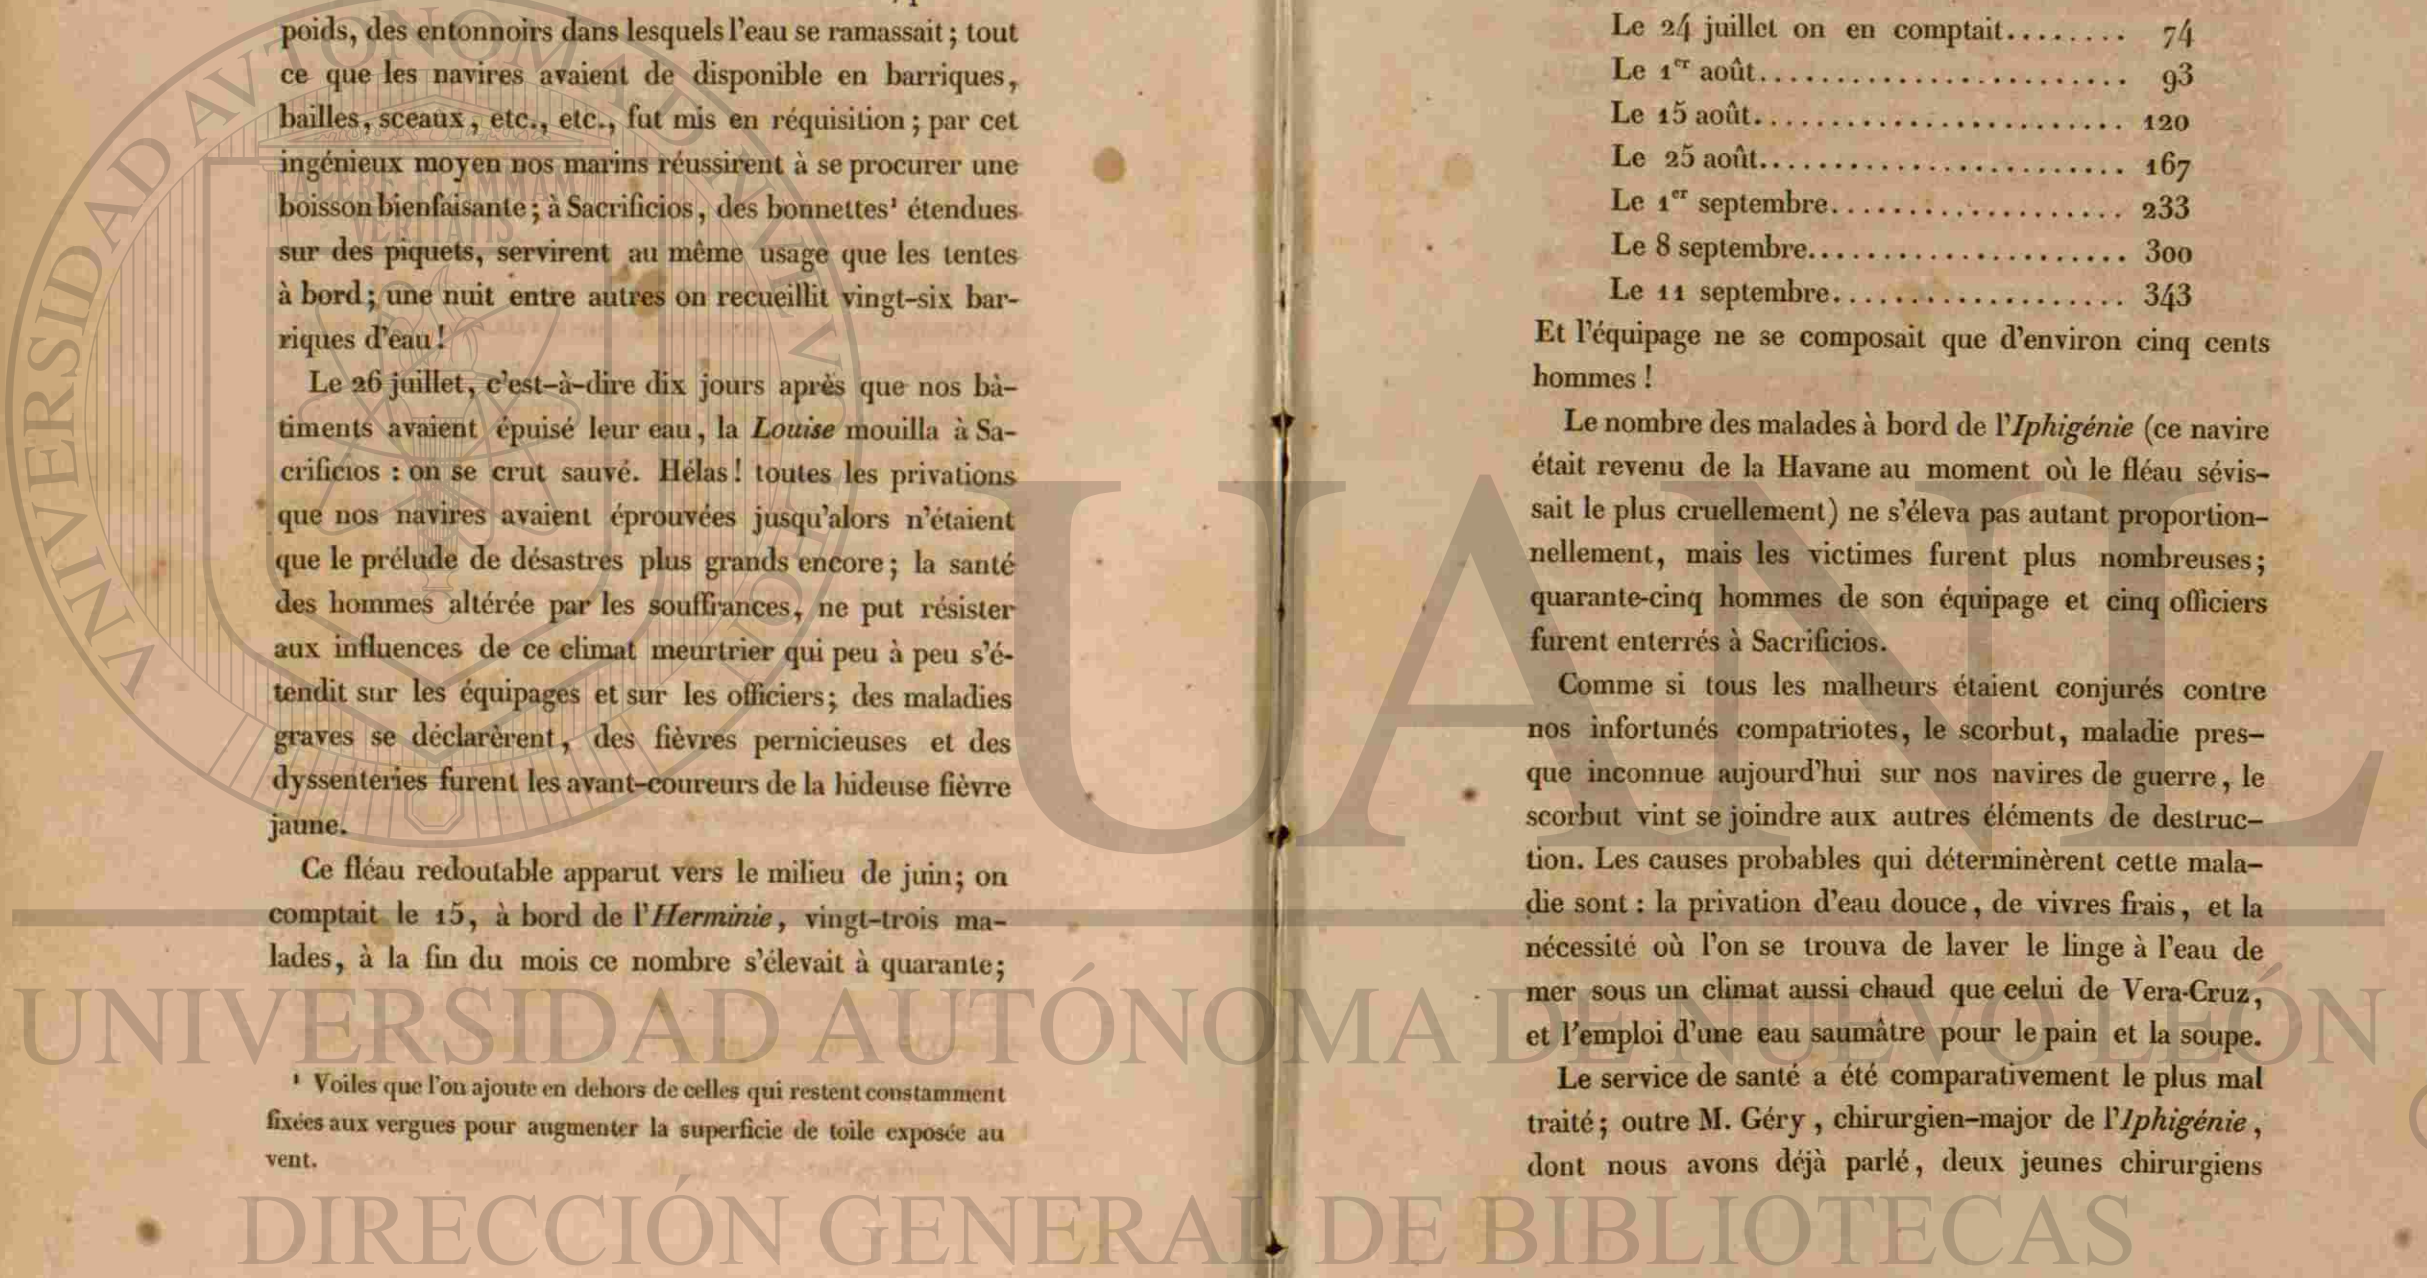 poids, des entonnoirs dans lesquels l'eau se ramassait ; tout
ce que les navires avaient de disponible en barriques,
bailles, sceaux, etc., etc., fut mis en réquisition ; par cet
ingénieux moyen nos marins réussirent à se procurer une
boisson bienfaisante ; à Sacrificios, des bonnettes¹ étendues
sur des piquets, servirent au même usage que les tentes
à bord ; une nuit entre autres on recueillit vingt-six bar-
riques d'eau !
Le 26 juillet, c'est-à-dire dix jours après que nos bâ-
timents avaient épuisé leur eau, la Louise mouilla à Sa-
crificios : on se crut sauvé. Hélas ! toutes les privations
que nos navires avaient éprouvées jusqu'alors n'étaient
que le prélude de désastres plus grands encore ; la santé
des hommes altérée par les souffrances, ne put résister
aux influences de ce climat meurtrier qui peu à peu s'é-
tendit sur les équipages et sur les officiers ; des maladies
graves se déclarèrent, des fièvres pernicieuses et des
dyssenteries furent les avant-coureurs de la hideuse fièvre
jaune.
Ce fléau redoutable apparut vers le milieu de juin ; on
comptait le 15, à bord de l'Herminie, vingt-trois ma-
lades, à la fin du mois ce nombre s'élevait à quarante ;
¹ Voiles que l'on ajoute en dehors de celles qui restent constamment
fixées aux vergues pour augmenter la superficie de toile exposée au
vent.
Le 24 juillet on en comptait........ 74
Le 1er août........................ 93
Le 15 août........................ 120
Le 25 août........................ 167
Le 1er septembre................... 233
Le 8 septembre..................... 300
Le 11 septembre................... 343
Et l'équipage ne se composait que d'environ cinq cents
hommes !
Le nombre des malades à bord de l'Iphigénie (ce navire
était revenu de la Havane au moment où le fléau sévis-
sait le plus cruellement) ne s'éleva pas autant proportion-
nellement, mais les victimes furent plus nombreuses ;
quarante-cinq hommes de son équipage et cinq officiers
furent enterrés à Sacrificios.
Comme si tous les malheurs étaient conjurés contre
nos infortunés compatriotes, le scorbut, maladie pres-
que inconnue aujourd'hui sur nos navires de guerre, le
scorbut vint se joindre aux autres éléments de destruc-
tion. Les causes probables qui déterminèrent cette mala-
die sont : la privation d'eau douce, de vivres frais, et la
nécessité où l'on se trouva de laver le linge à l'eau de
mer sous un climat aussi chaud que celui de Vera-Cruz,
et l'emploi d'une eau saumâtre pour le pain et la soupe.
Le service de santé a été comparativement le plus mal
traité ; outre M. Géry, chirurgien-major de l'Iphigénie,
dont nous avons déjà parlé, deux jeunes chirurgiens
UNIVERSIDAD AUTÓNOMA
ALERE FLAMMAM
VERITATIS
UANL
UNIVERSIDAD AUTÓNOMA DE NUEVO LEÓN
DIRECCIÓN GENERAL DE BIBLIOTECAS